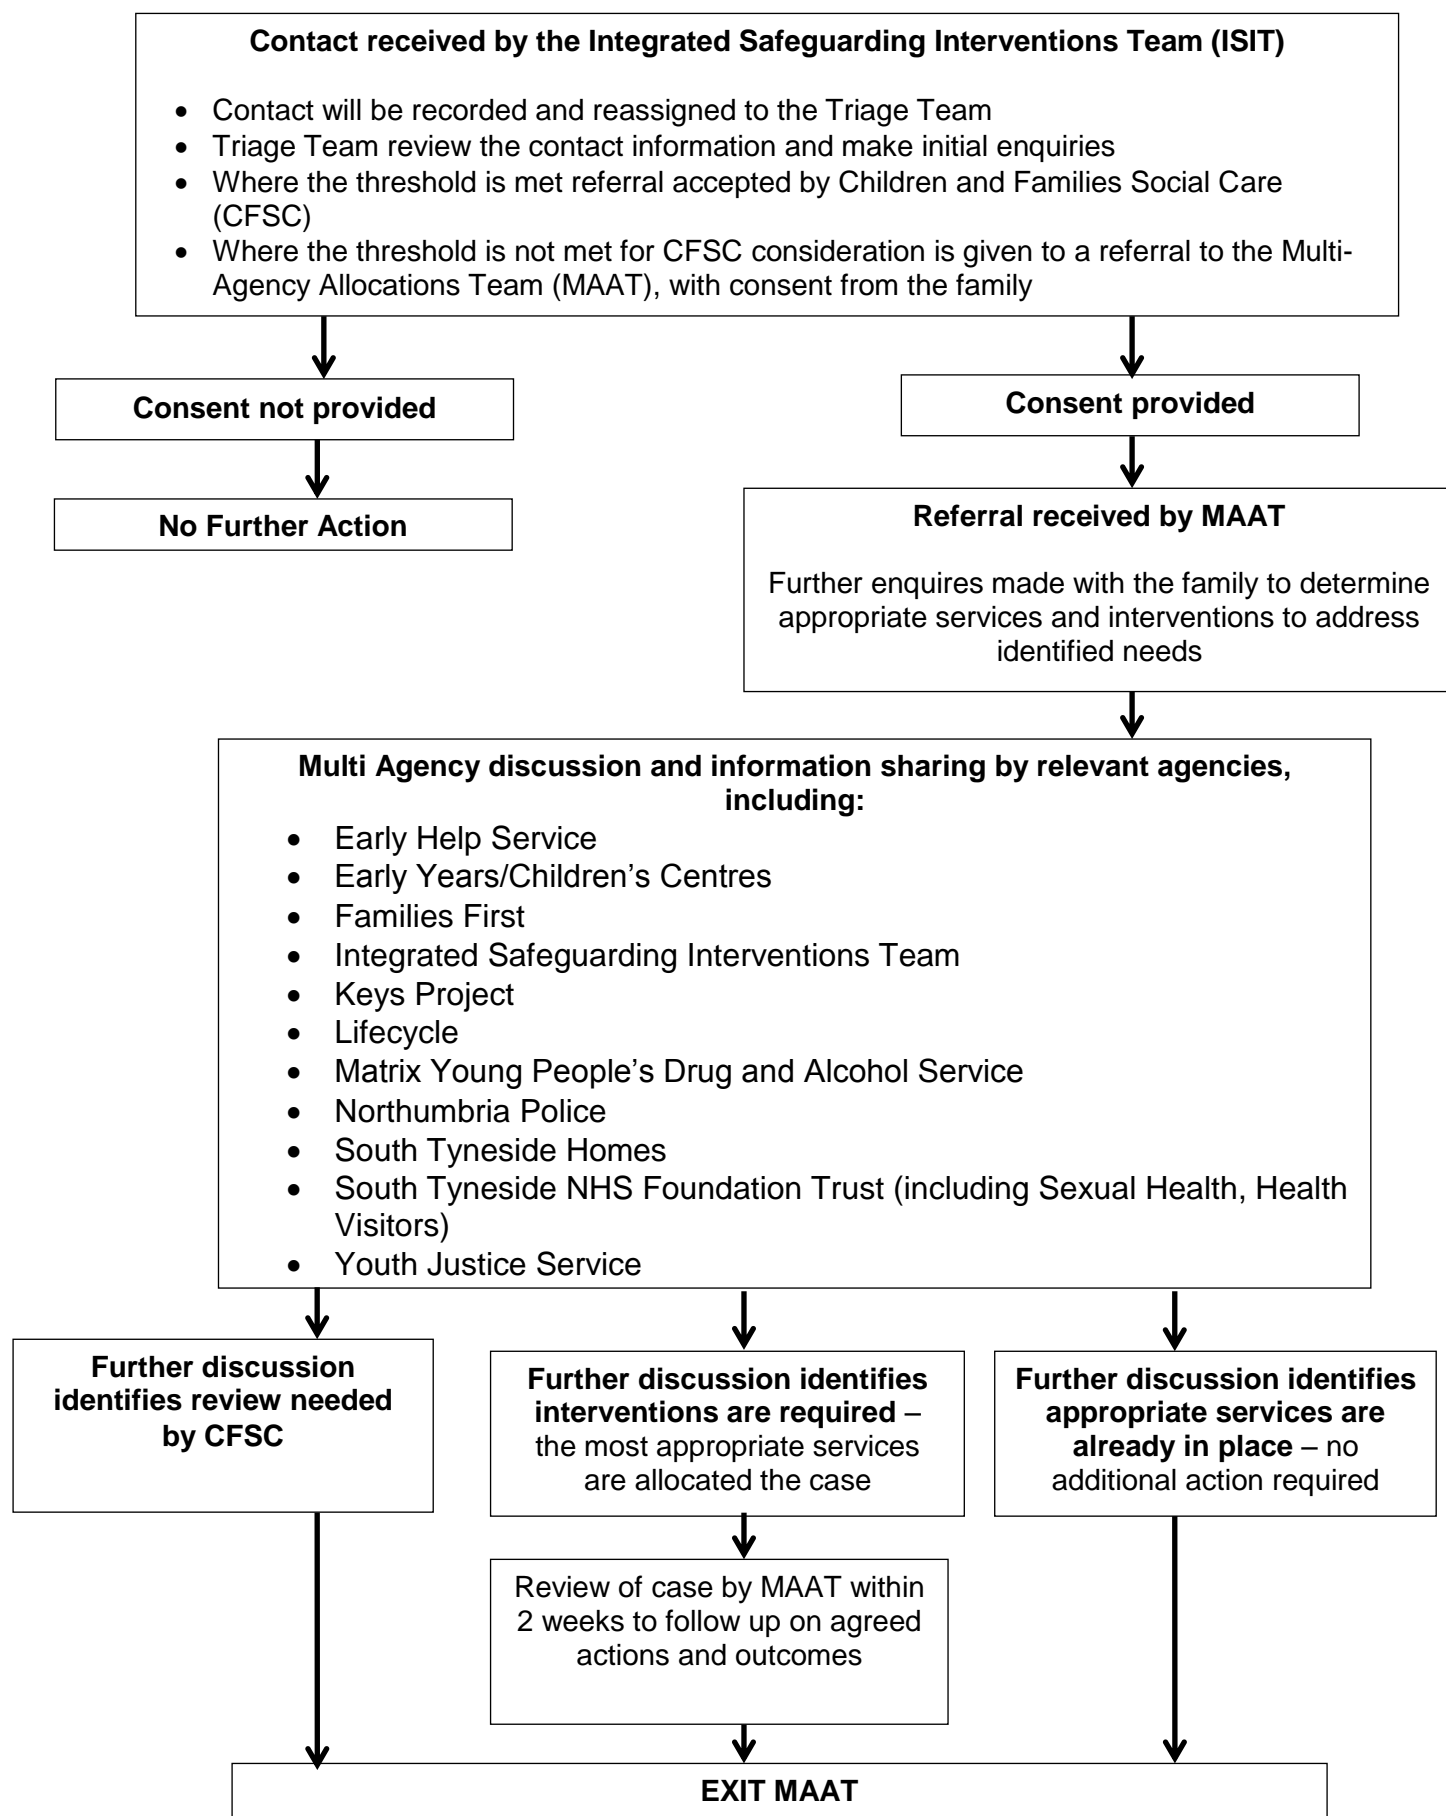 Contact received by the Integrated Safeguarding Interventions Team (ISIT)
• Contact will be recorded and reassigned to the Triage Team
• Triage Team review the contact information and make initial enquiries
• Where the threshold is met referral accepted by Children and Families Social Care
(CFSC)
• Where the threshold is not met for CFSC consideration is given to a referral to the Multi-
Agency Allocations Team (MAAT), with consent from the family
Consent not provided
Consent provided
No Further Action
Referral received by MAAT
Further enquires made with the family to determine
appropriate services and interventions to address
identified needs
Multi Agency discussion and information sharing by relevant agencies,
including:
• Early Help Service
• Early Years/Children’s Centres
• Families First
• Integrated Safeguarding Interventions Team
• Keys Project
• Lifecycle
• Matrix Young People’s Drug and Alcohol Service
• Northumbria Police
• South Tyneside Homes
• South Tyneside NHS Foundation Trust (including Sexual Health, Health
Visitors)
• Youth Justice Service
Further discussion
identifies review needed
by CFSC
Further discussion identifies
interventions are required –
the most appropriate services
are allocated the case
Further discussion identifies
appropriate services are
already in place – no
additional action required
Review of case by MAAT within
2 weeks to follow up on agreed
actions and outcomes
EXIT MAAT